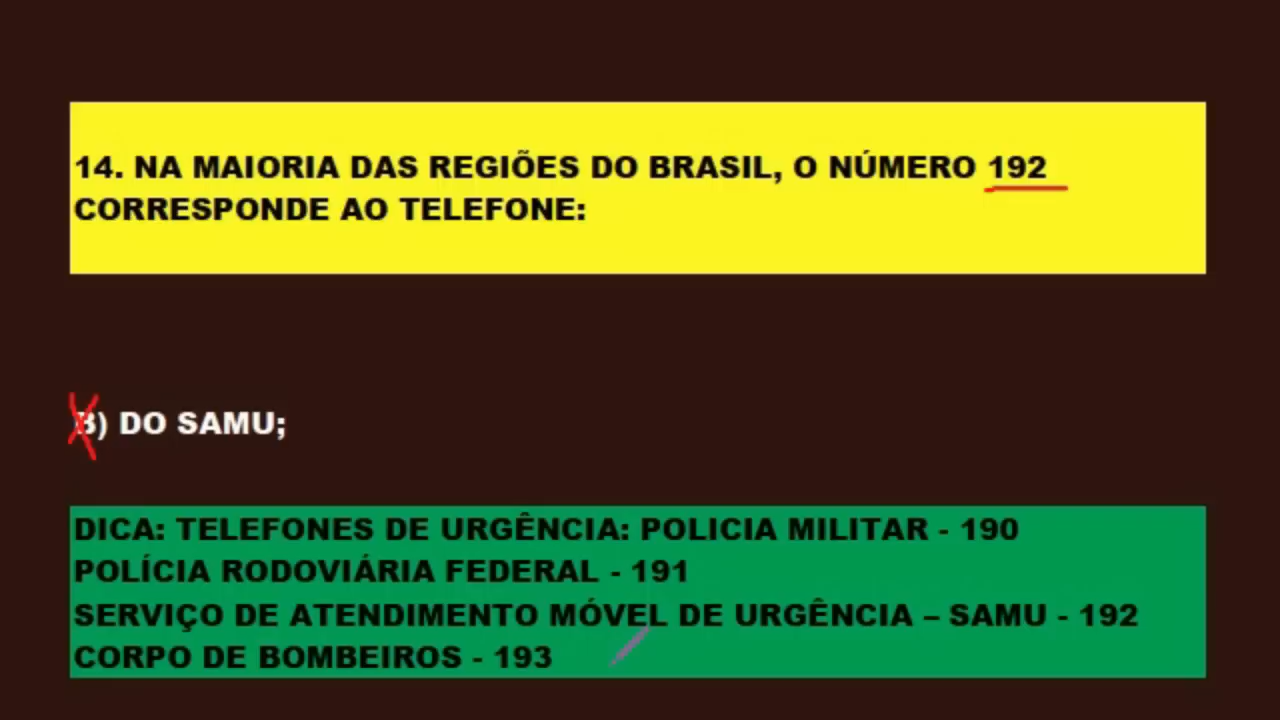 14. NA MAIORIA DAS REGIÕES DO BRASIL, O NÚMERO 192
CORRESPONDE AO TELEFONE:
B) DO SAMU;
DICA: TELEFONES DE URGÊNCIA: POLICIA MILITAR - 190
POLÍCIA RODOVIÁRIA FEDERAL - 191
SERVIÇO DE ATENDIMENTO MÓVEL DE URGÊNCIA – SAMU - 192
CORPO DE BOMBEIROS - 193